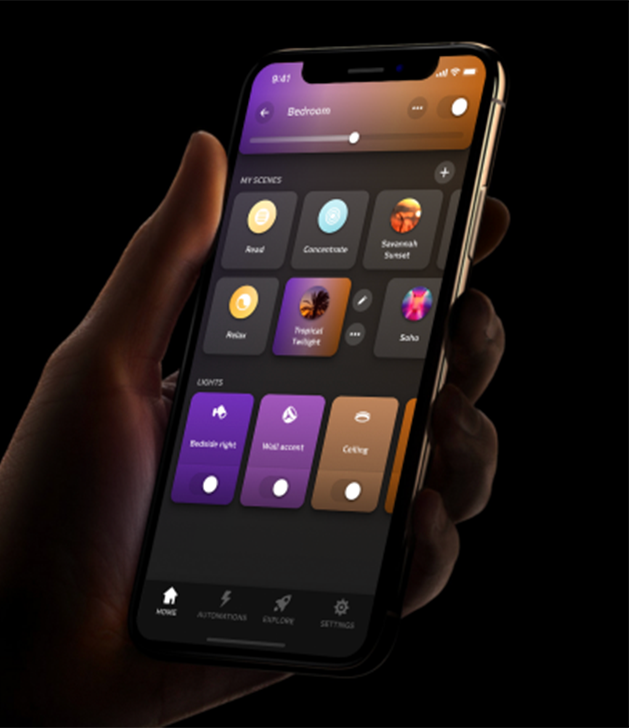 9:41
Bedroom
MY SCENES
Read
Concentrate
Savannah
Sunset
Relax
Tropical
Twilight
Soho
LIGHTS
Bedside right
Wall accent
Ceiling
HOME
AUTOMATIONS
EXPLORE
SETTINGS